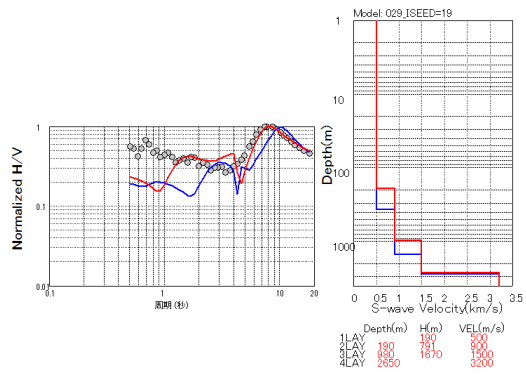 Model: 029_ISEED=19
1
10
100
1000
Depth(m)
0 0.5 1 1.5 2 2.5 3 3.5
S-wave Velocity(km/s)
Normalized H/V
1
0.1
0.01
0.1 1 10 20
周期(秒)
Depth(m) H(m) VEL(m/s)
1LAY 190 500
2LAY 190 791 900
3LAY 980 1670 1500
4LAY 2650 3200